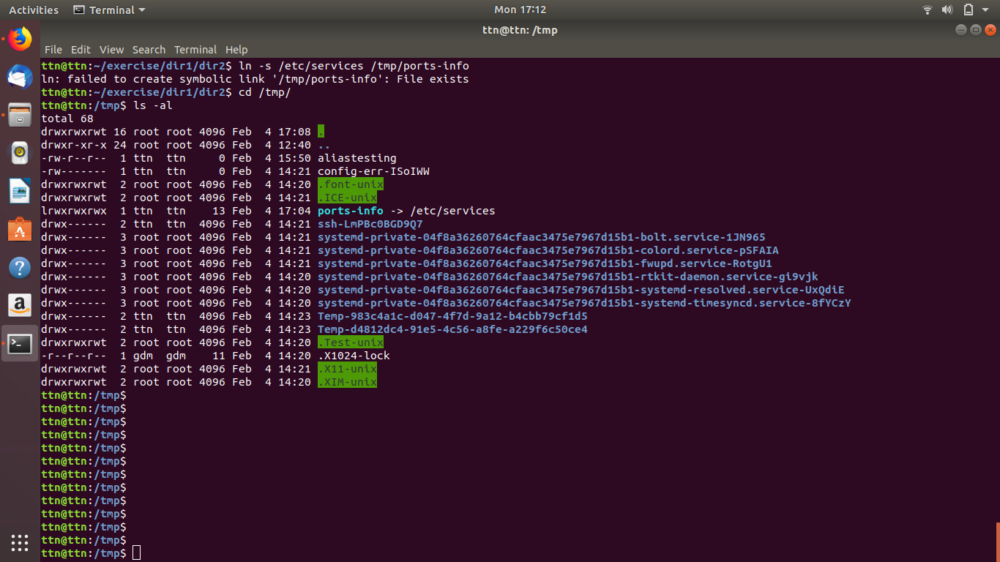 Activities Terminal Mon 17:12
ttn@ttn: /tmp
File Edit View Search Terminal Help
ttn@ttn:~/exercise/dir1/dir2$ ln -s /etc/services /tmp/ports-info
ln: failed to create symbolic link '/tmp/ports-info': File exists
ttn@ttn:~/exercise/dir1/dir2$ cd /tmp/
ttn@ttn:/tmp$ ls -al
total 68
drwxrwxrwt 16 root root 4096 Feb  4 17:08 .
drwxr-xr-x 24 root root 4096 Feb  4 12:40 ..
-rw-r--r--  1 ttn  ttn     0 Feb  4 15:50 aliastesting
-rw-------  1 ttn  ttn     0 Feb  4 14:21 config-err-ISoIWW
drwxrwxrwt  2 root root 4096 Feb  4 14:20 .font-unix
drwxrwxrwt  2 root root 4096 Feb  4 14:21 .ICE-unix
lrwxrwxrwx  1 ttn  ttn    13 Feb  4 17:04 ports-info -> /etc/services
drwx------  2 ttn  ttn  4096 Feb  4 14:21 ssh-LmPBc0BGD9Q7
drwx------  3 root root 4096 Feb  4 14:21 systemd-private-04f8a36260764cfaac3475e7967d15b1-bolt.service-1JN965
drwx------  3 root root 4096 Feb  4 14:21 systemd-private-04f8a36260764cfaac3475e7967d15b1-colord.service-pSFAIA
drwx------  3 root root 4096 Feb  4 14:21 systemd-private-04f8a36260764cfaac3475e7967d15b1-fwupd.service-RotgU1
drwx------  3 root root 4096 Feb  4 14:20 systemd-private-04f8a36260764cfaac3475e7967d15b1-rtkit-daemon.service-gi9vjk
drwx------  3 root root 4096 Feb  4 14:20 systemd-private-04f8a36260764cfaac3475e7967d15b1-systemd-resolved.service-UxQdiE
drwx------  3 root root 4096 Feb  4 14:20 systemd-private-04f8a36260764cfaac3475e7967d15b1-systemd-timesyncd.service-8fYCzY
drwx------  2 ttn  ttn  4096 Feb  4 14:23 Temp-983c4a1c-d047-4f7d-9a12-b4cbb79cf1d5
drwx------  2 ttn  ttn  4096 Feb  4 14:23 Temp-d4812dc4-91e5-4c56-a8fe-a229f6c50ce4
drwxrwxrwt  2 root root 4096 Feb  4 14:20 .Test-unix
-r--r--r--  1 gdm  gdm    11 Feb  4 14:20 .X1024-lock
drwxrwxrwt  2 root root 4096 Feb  4 14:21 .X11-unix
drwxrwxrwt  2 root root 4096 Feb  4 14:20 .XIM-unix
ttn@ttn:/tmp$
ttn@ttn:/tmp$
ttn@ttn:/tmp$
ttn@ttn:/tmp$
ttn@ttn:/tmp$
ttn@ttn:/tmp$
ttn@ttn:/tmp$
ttn@ttn:/tmp$
ttn@ttn:/tmp$
ttn@ttn:/tmp$
ttn@ttn:/tmp$
ttn@ttn:/tmp$
ttn@ttn:/tmp$